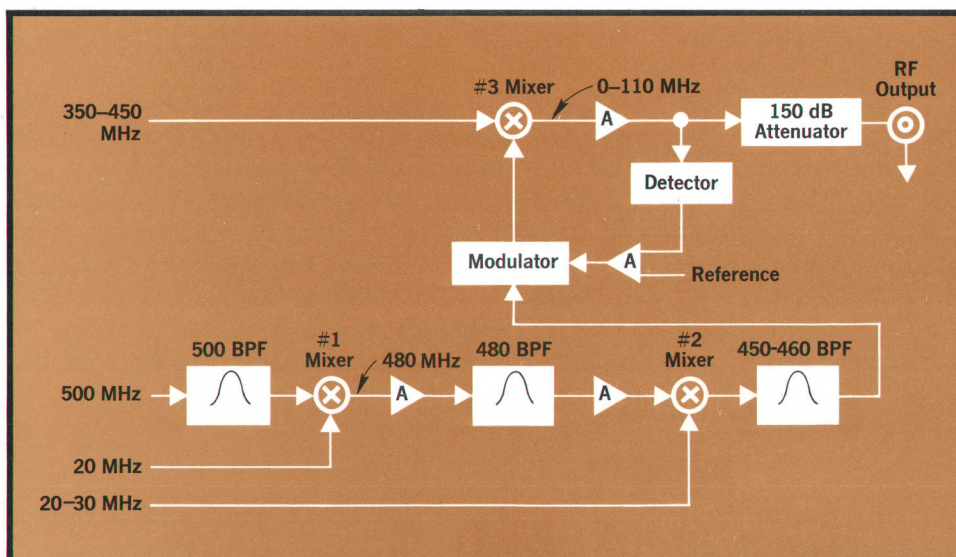 RF
Output
#3 Mixer
0–110 MHz
350–450
MHz
A
150 dB
Attenuator
Detector
Modulator
A
Reference
500 BPF
#1
Mixer
480 MHz
480 BPF
#2
Mixer
450-460 BPF
500 MHz
A
A
20 MHz
20–30 MHz